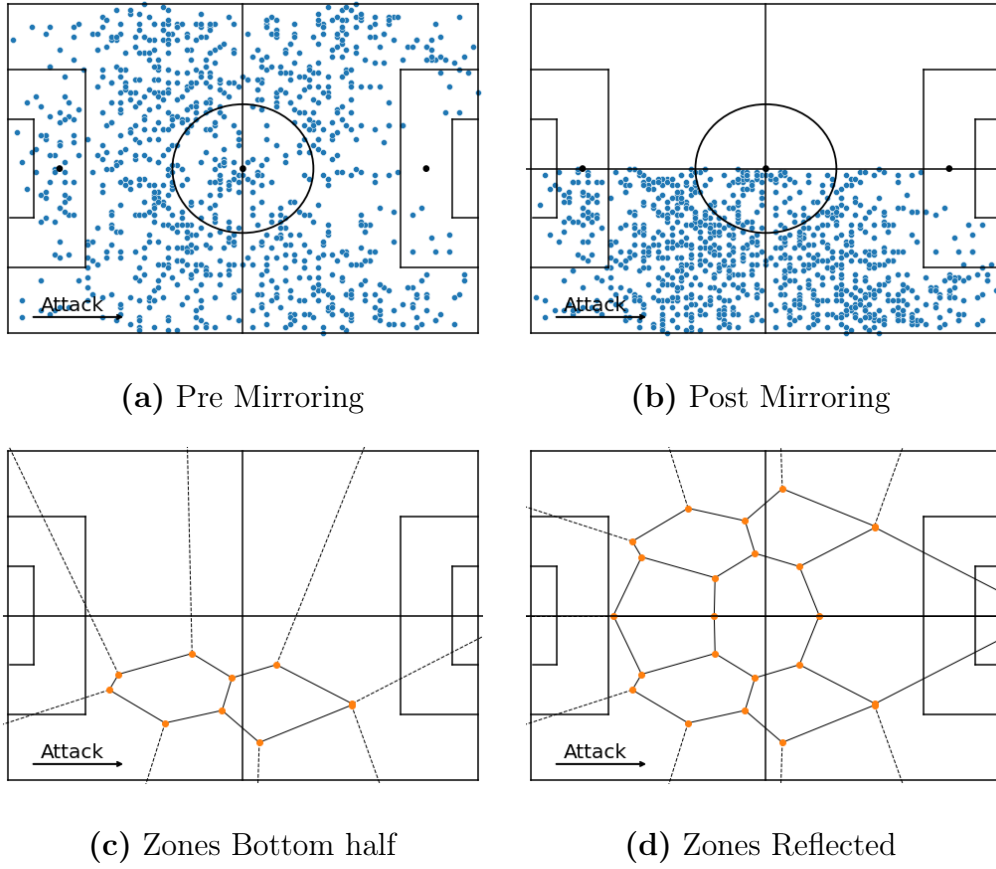 Attack
Attack
(a) Pre Mirroring
(b) Post Mirroring
Attack
Attack
(c) Zones Bottom half
(d) Zones Reflected